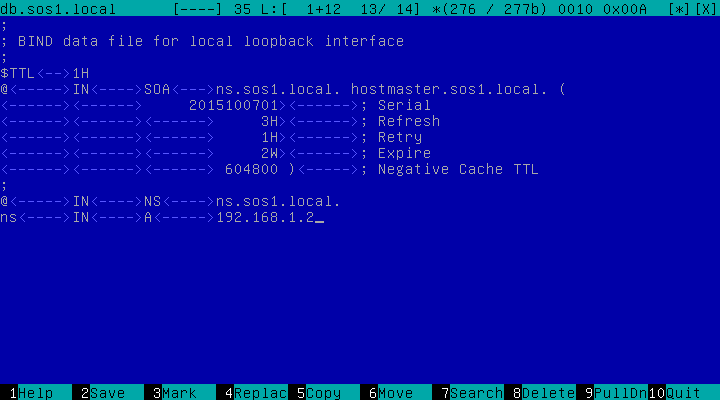 db.sos1.local [----] 35 L:[ 1+12 13/ 14] *(276 / 277b) 0010 0x00A [*][X]
;
; BIND data file for local loopback interface
;
$TTL<-->1H
@<------>IN<---->SOA<--->ns.sos1.local. hostmaster.sos1.local. (
<------><------><------> 2015100701><------>; Serial
<------><------><------> 3H><------>; Refresh
<------><------><------> 1H><------>; Retry
<------><------><------> 2W><------>; Expire
<------><------><------> 604800 )<----->; Negative Cache TTL
;
@<------>IN<---->NS<---->ns.sos1.local.
ns<---->IN<---->A<----->192.168.1.2_
1Help 2Save 3Mark 4Replac 5Copy 6Move 7Search 8Delete 9PullDn 10Quit